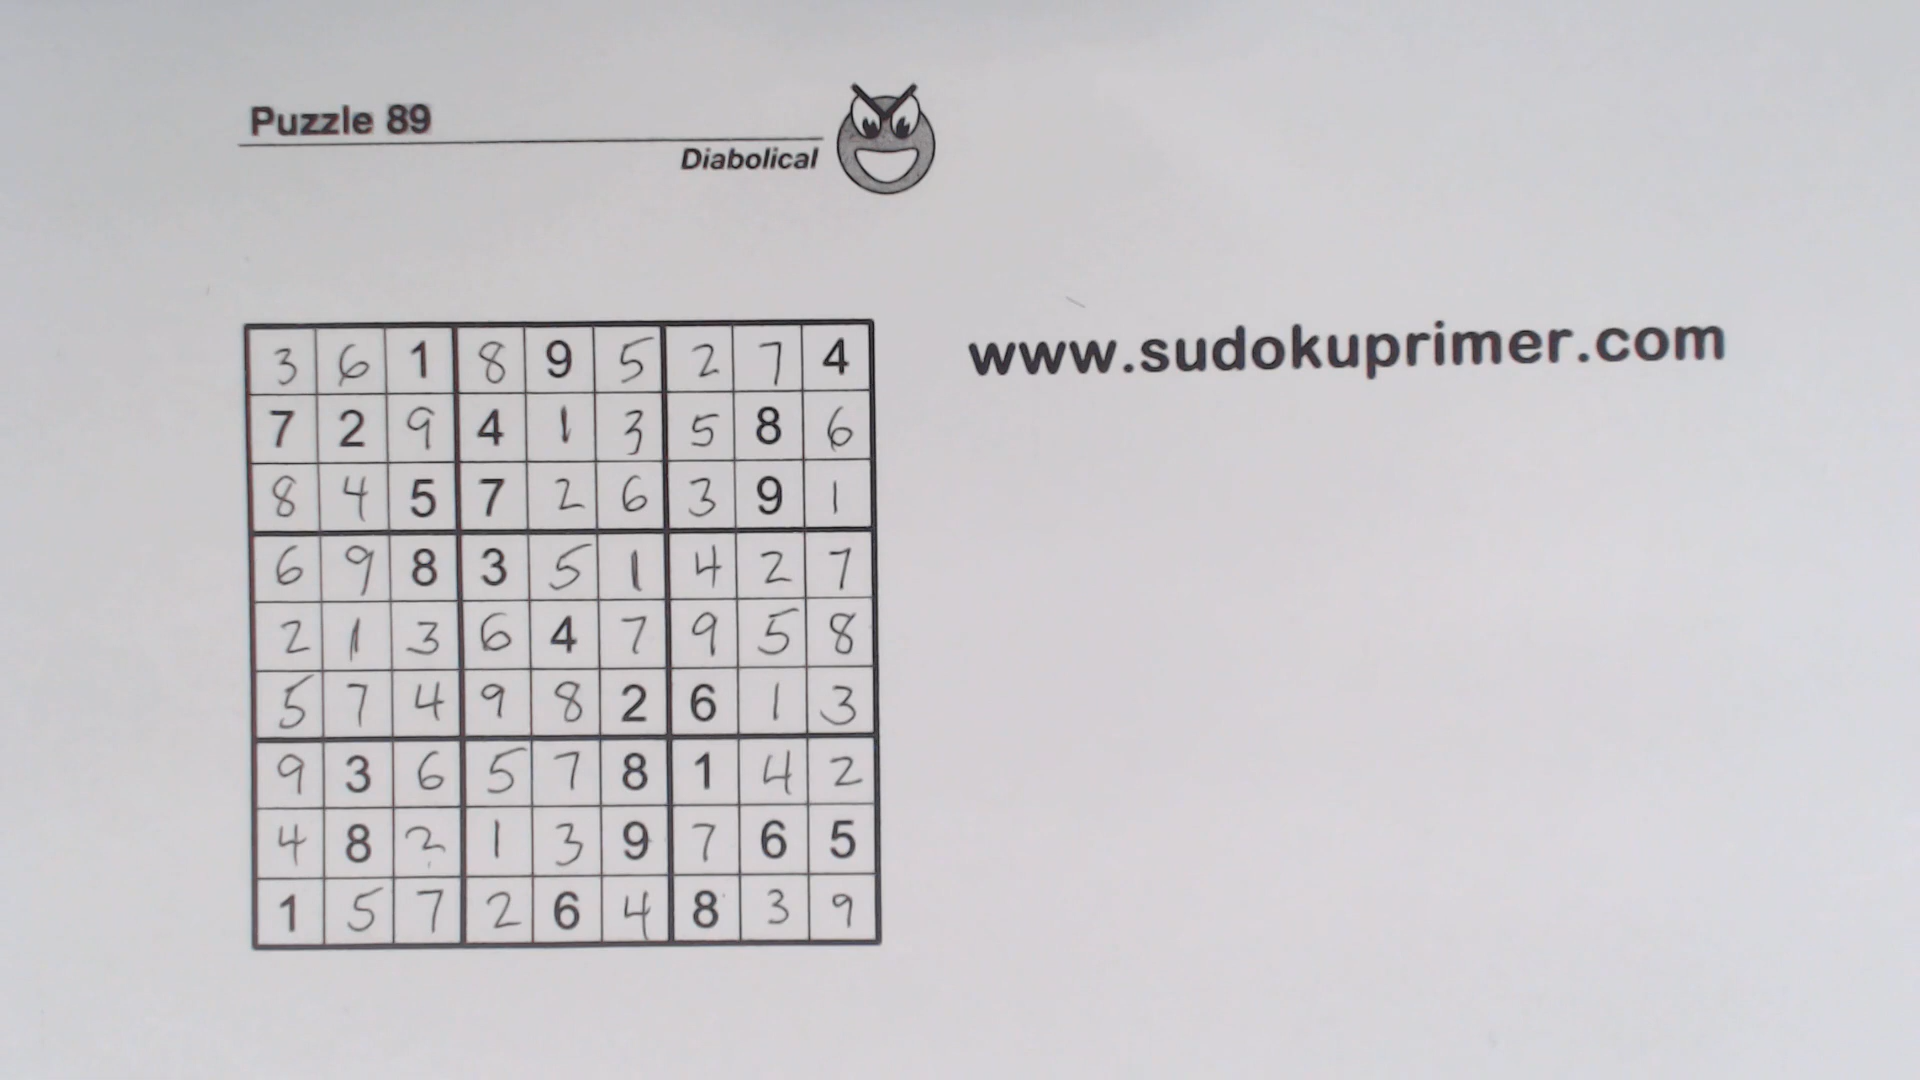 Puzzle 89
Diabolical
www.sudokuprimer.com
3 6 1 8 9 5 2 7 4
7 2 9 4 1 3 5 8 6
8 4 5 7 2 6 3 9 1
6 9 8 3 5 1 4 2 7
2 1 3 6 4 7 9 5 8
5 7 4 9 8 2 6 1 3
9 3 6 5 7 8 1 4 2
4 8 2 1 3 9 7 6 5
1 5 7 2 6 4 8 3 9